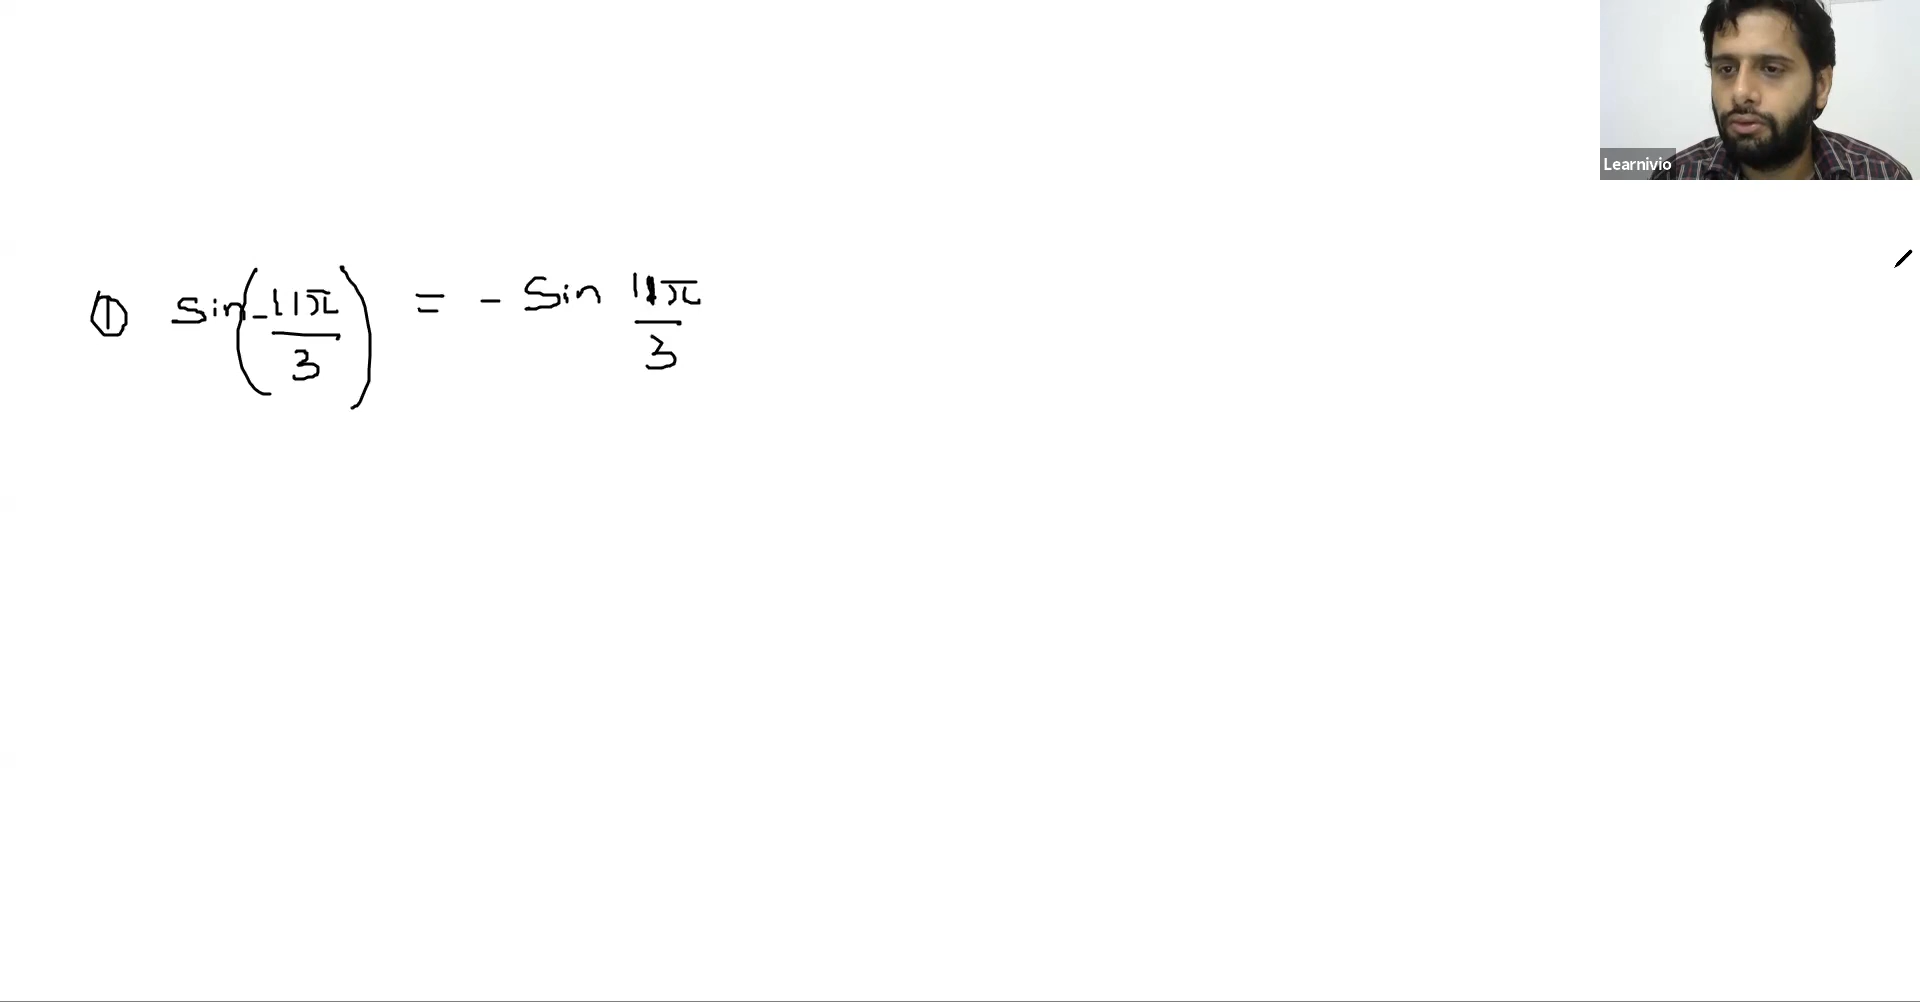 Learnivio
① sin(-11π/3) = - sin 11π/3